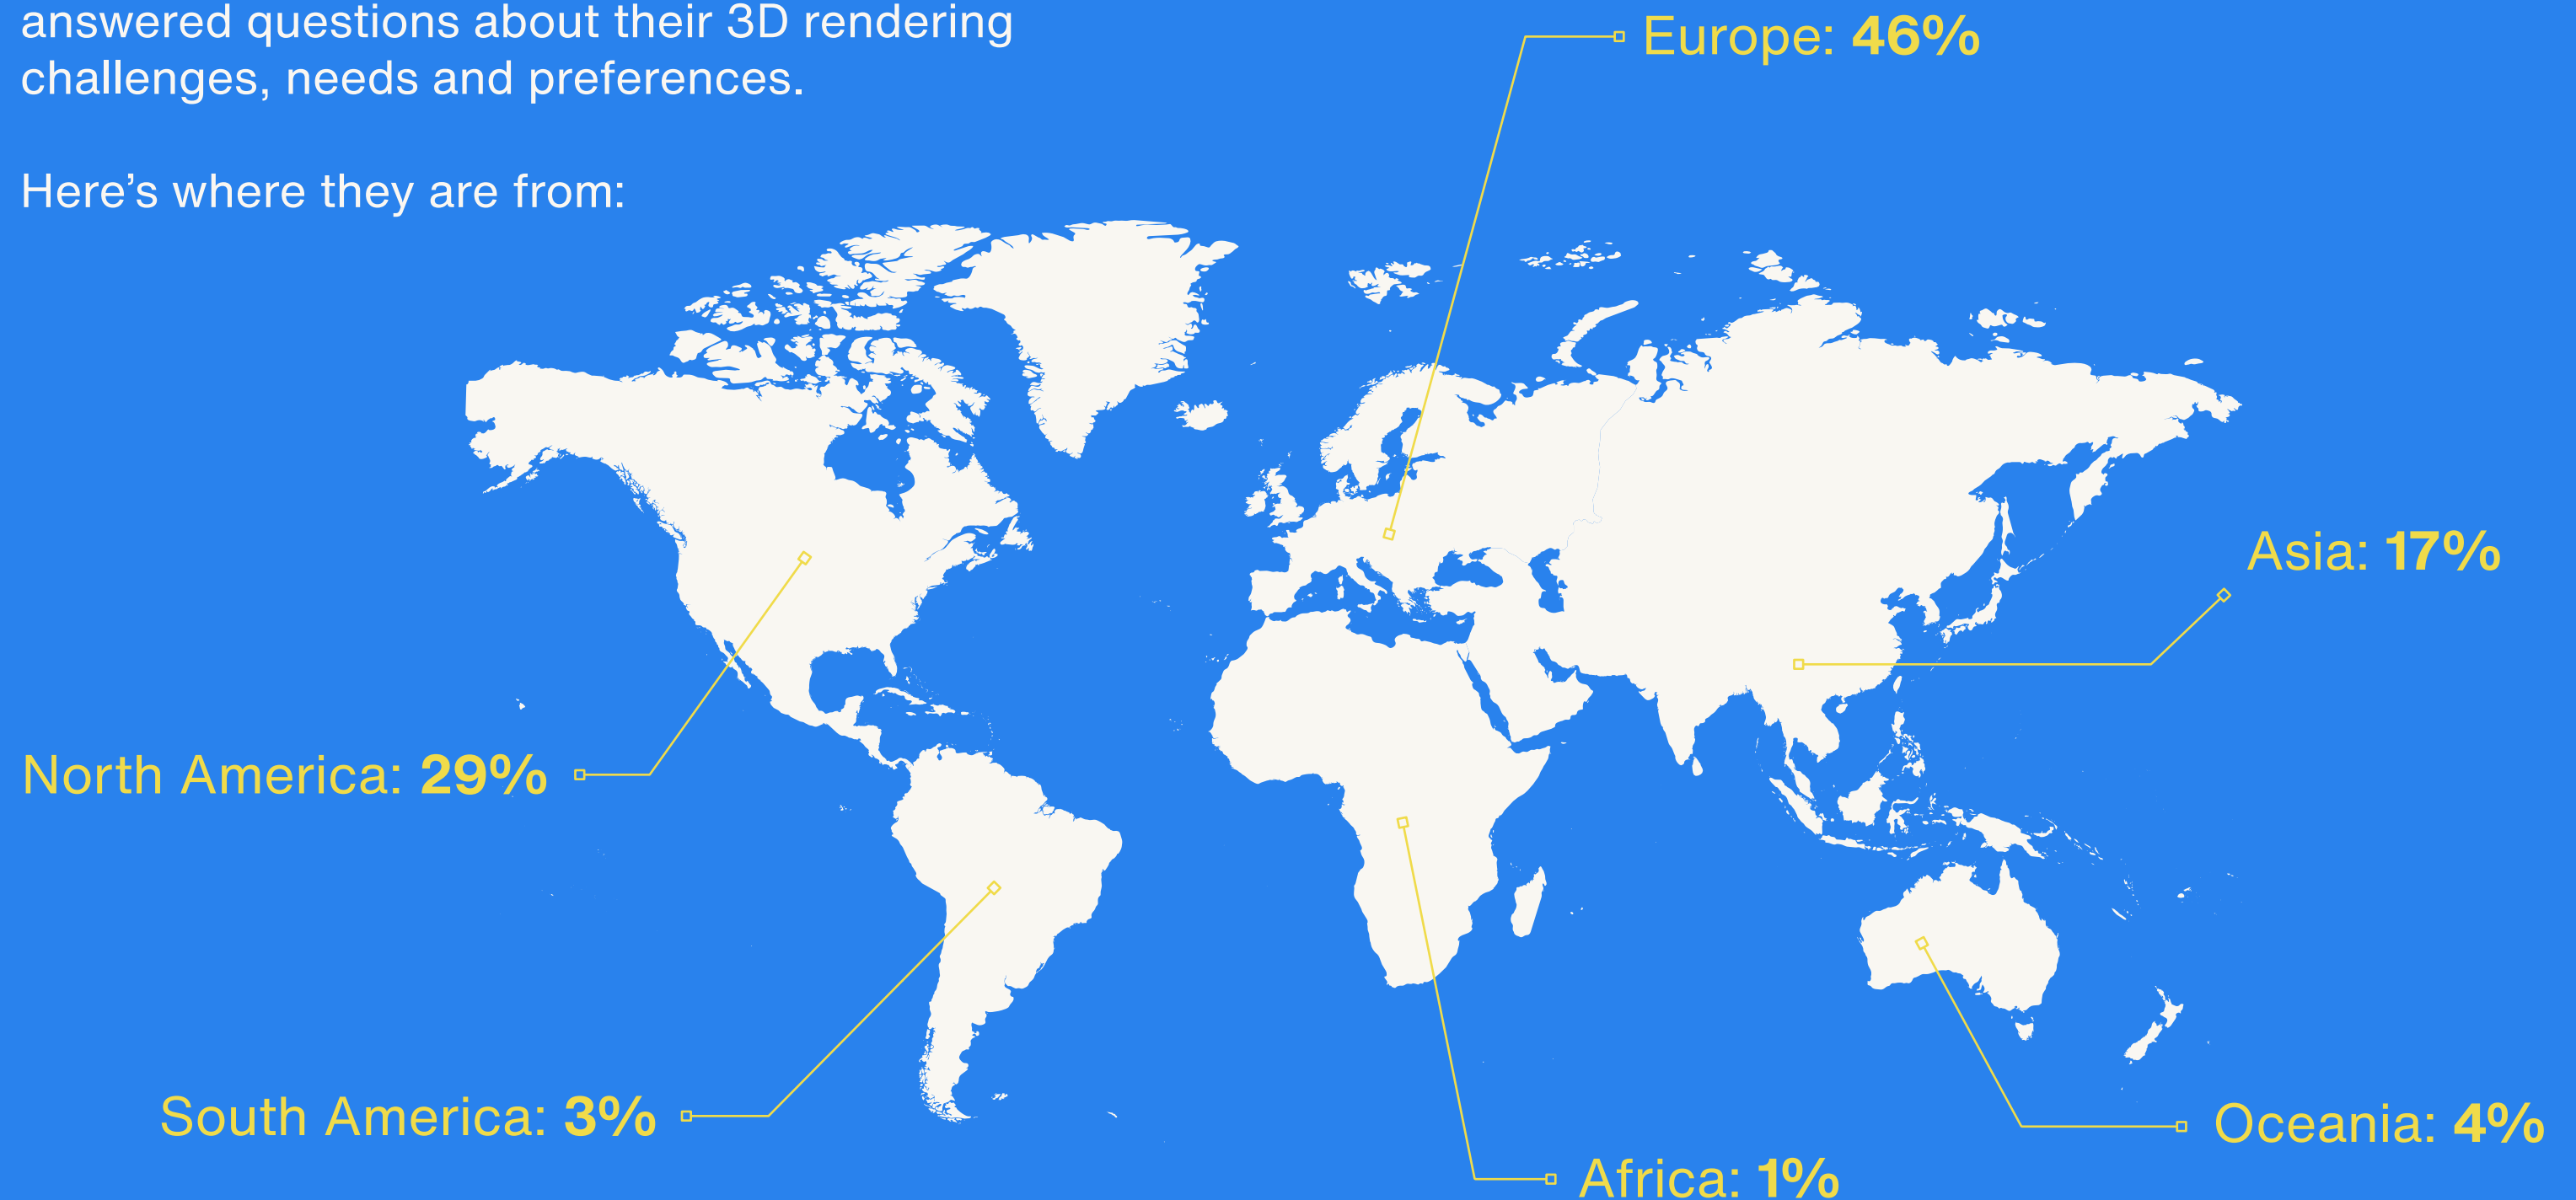 answered questions about their 3D rendering
challenges, needs and preferences.
Here’s where they are from:
Europe: 46%
Asia: 17%
North America: 29%
South America: 3%
Oceania: 4%
Africa: 1%